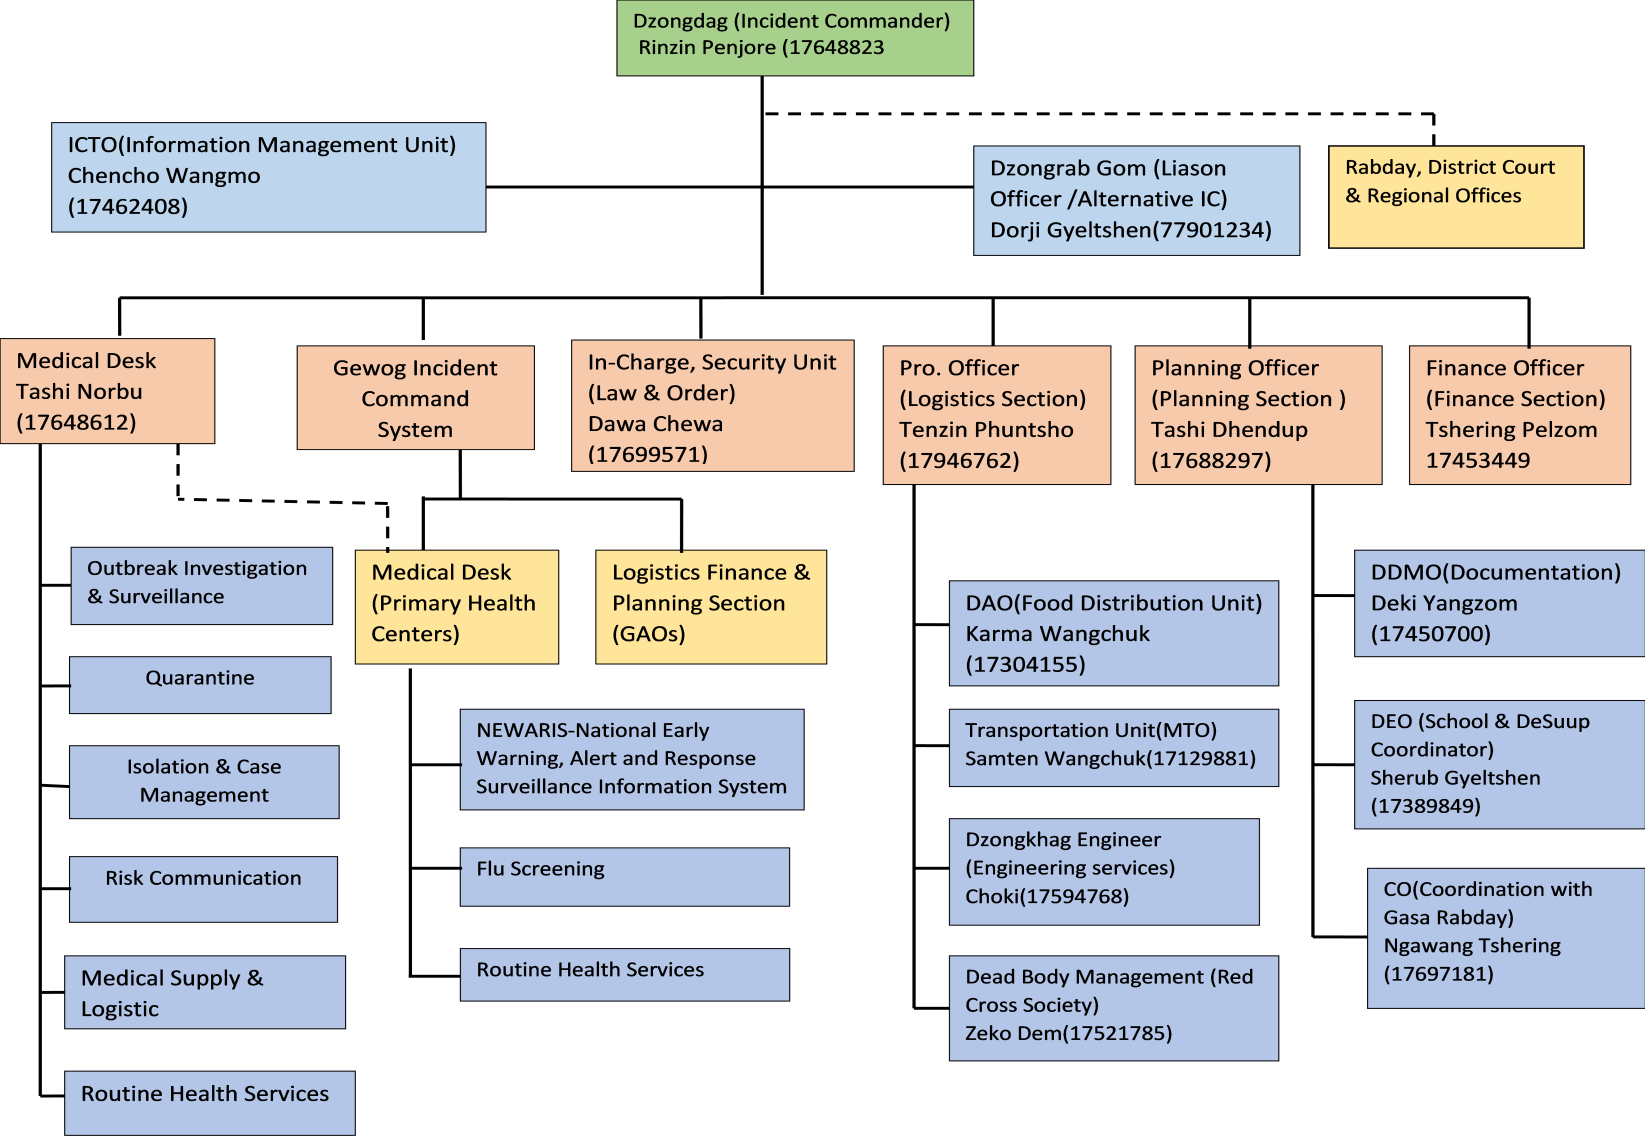 Dzongdag (Incident Commander)
Rinzin Penjore (17648823
ICTO(Information Management Unit)
Chencho Wangmo
(17462408)
Dzongrab Gom (Liason
Officer /Alternative IC)
Dorji Gyeltshen(77901234)
Rabday, District Court
& Regional Offices
Medical Desk
Tashi Norbu
(17648612)
Gewog Incident
Command
System
In-Charge, Security Unit
(Law & Order)
Dawa Chewa
(17699571)
Pro. Officer
(Logistics Section)
Tenzin Phuntsho
(17946762)
Planning Officer
(Planning Section )
Tashi Dhendup
(17688297)
Finance Officer
(Finance Section)
Tshering Pelzom
17453449
Outbreak Investigation
& Surveillance
Quarantine
Isolation & Case
Management
Risk Communication
Medical Supply &
Logistic
Routine Health Services
Medical Desk
(Primary Health
Centers)
Logistics Finance &
Planning Section
(GAOs)
NEWARIS-National Early
Warning, Alert and Response
Surveillance Information System
Flu Screening
Routine Health Services
DAO(Food Distribution Unit)
Karma Wangchuk
(17304155)
Transportation Unit(MTO)
Samten Wangchuk(17129881)
Dzongkhag Engineer
(Engineering services)
Choki(17594768)
Dead Body Management (Red
Cross Society)
Zeko Dem(17521785)
DDMO(Documentation)
Deki Yangzom
(17450700)
DEO (School & DeSuup
Coordinator)
Sherub Gyeltshen
(17389849)
CO(Coordination with
Gasa Rabday)
Ngawang Tshering
(17697181)